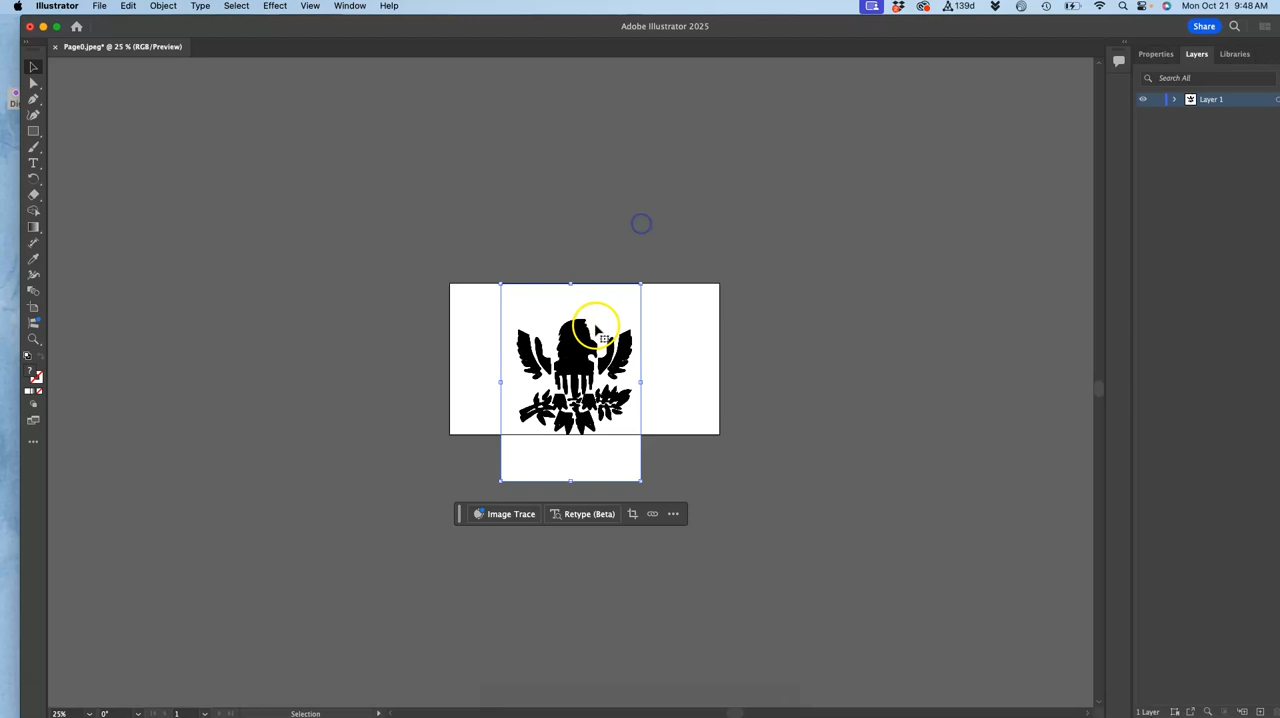 Illustrator File Edit Object Type Select Effect View Window Help 139d Mon Oct 21 9:48 AM
Adobe Illustrator 2025
Share
Page0.jpeg* @ 25 % (RGB/Preview)
Properties Layers Libraries
Search All
Layer 1
Image Trace Retype (Beta)
25% 0° 1 Selection
1 Layer